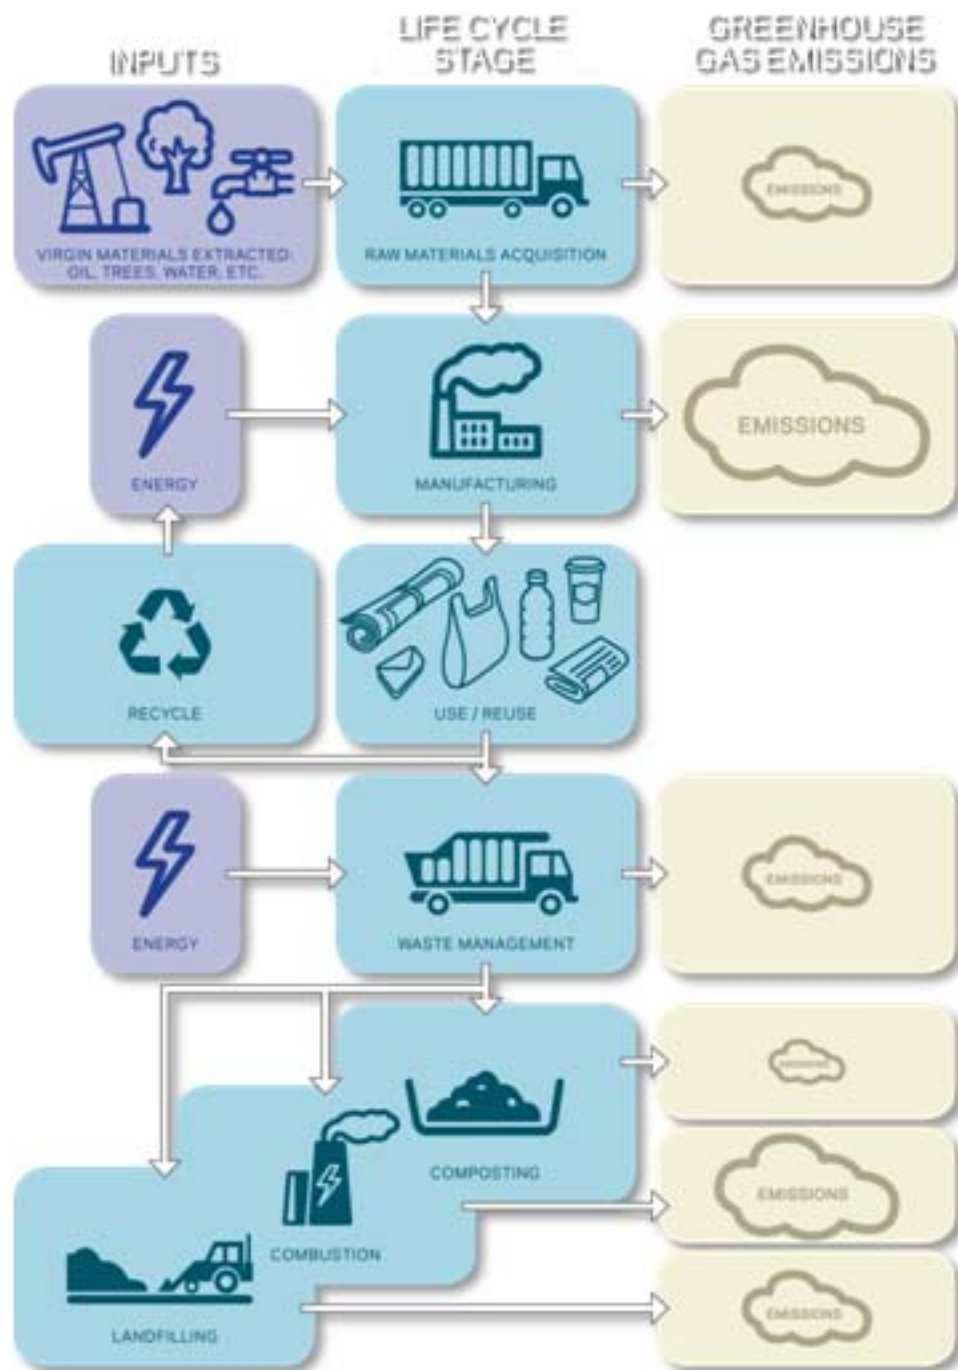 INPUTS
LIFE CYCLE
STAGE
GREENHOUSE
GAS EMISSIONS
VIRGIN MATERIALS EXTRACTED:
OIL, TREES, WATER, ETC.
RAW MATERIALS ACQUISITION
EMISSIONS
ENERGY
MANUFACTURING
EMISSIONS
RECYCLE
USE / REUSE
ENERGY
WASTE MANAGEMENT
EMISSIONS
COMPOSTING
EMISSIONS
COMBUSTION
EMISSIONS
LANDFILLING
EMISSIONS